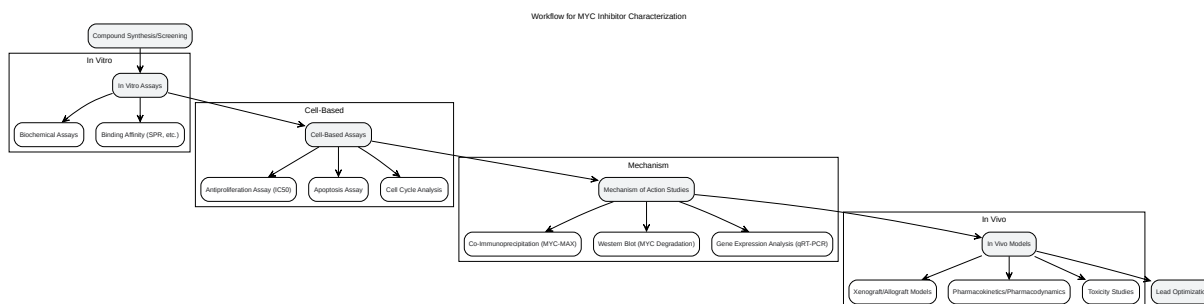 Workflow for MYC Inhibitor Characterization
Compound Synthesis/Screening
In Vitro
In Vitro Assays
Biochemical Assays
Binding Affinity (SPR, etc.)
Cell-Based
Cell-Based Assays
Antiproliferation Assay (IC50)
Apoptosis Assay
Cell Cycle Analysis
Mechanism
Mechanism of Action Studies
Co-Immunoprecipitation (MYC-MAX)
Western Blot (MYC Degradation)
Gene Expression Analysis (qRT-PCR)
In Vivo
In Vivo Models
Xenograft/Allograft Models
Pharmacokinetics/Pharmacodynamics
Toxicity Studies
Lead Optimizatio